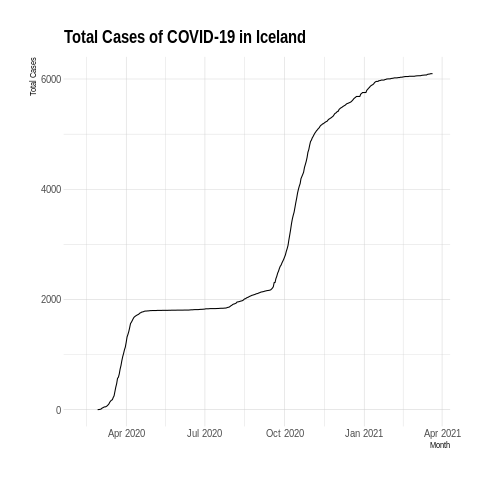 Total Cases of COVID-19 in Iceland
Total Cases
6000
4000
2000
0
Apr 2020 Jul 2020 Oct 2020 Jan 2021 Apr 2021
Month